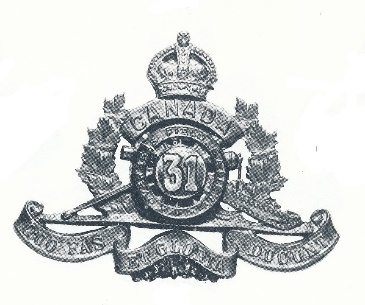 CANADA
31
QUO FAS ET GLORIA DUCUNT